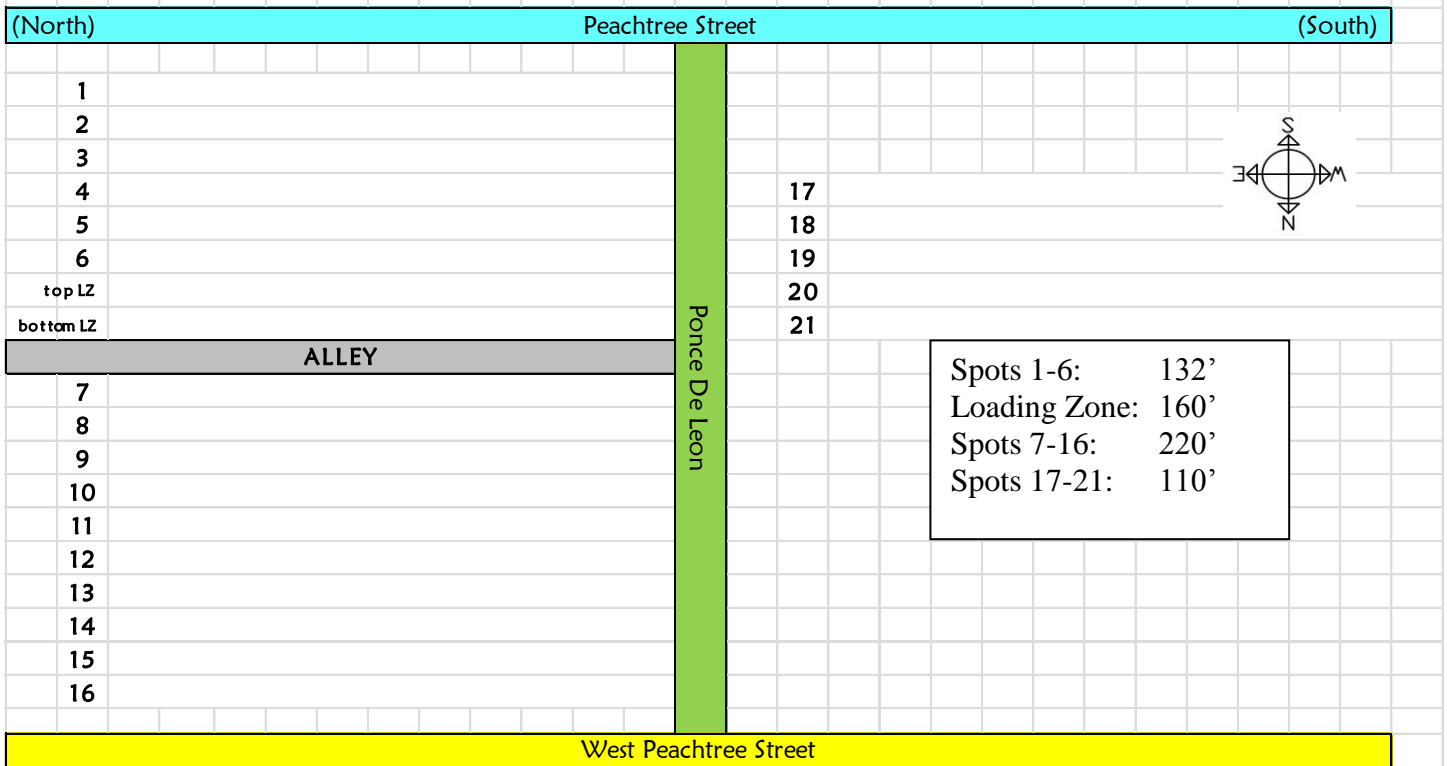 (North) Peachtree Street (South)
1
2
3
4
5
6
top LZ
bottom LZ
ALLEY
7
8
9
10
11
12
13
14
15
16
Ponce De Leon
17
18
19
20
21
S
E W
N
Spots 1-6: 132’
Loading Zone: 160’
Spots 7-16: 220’
Spots 17-21: 110’
West Peachtree Street